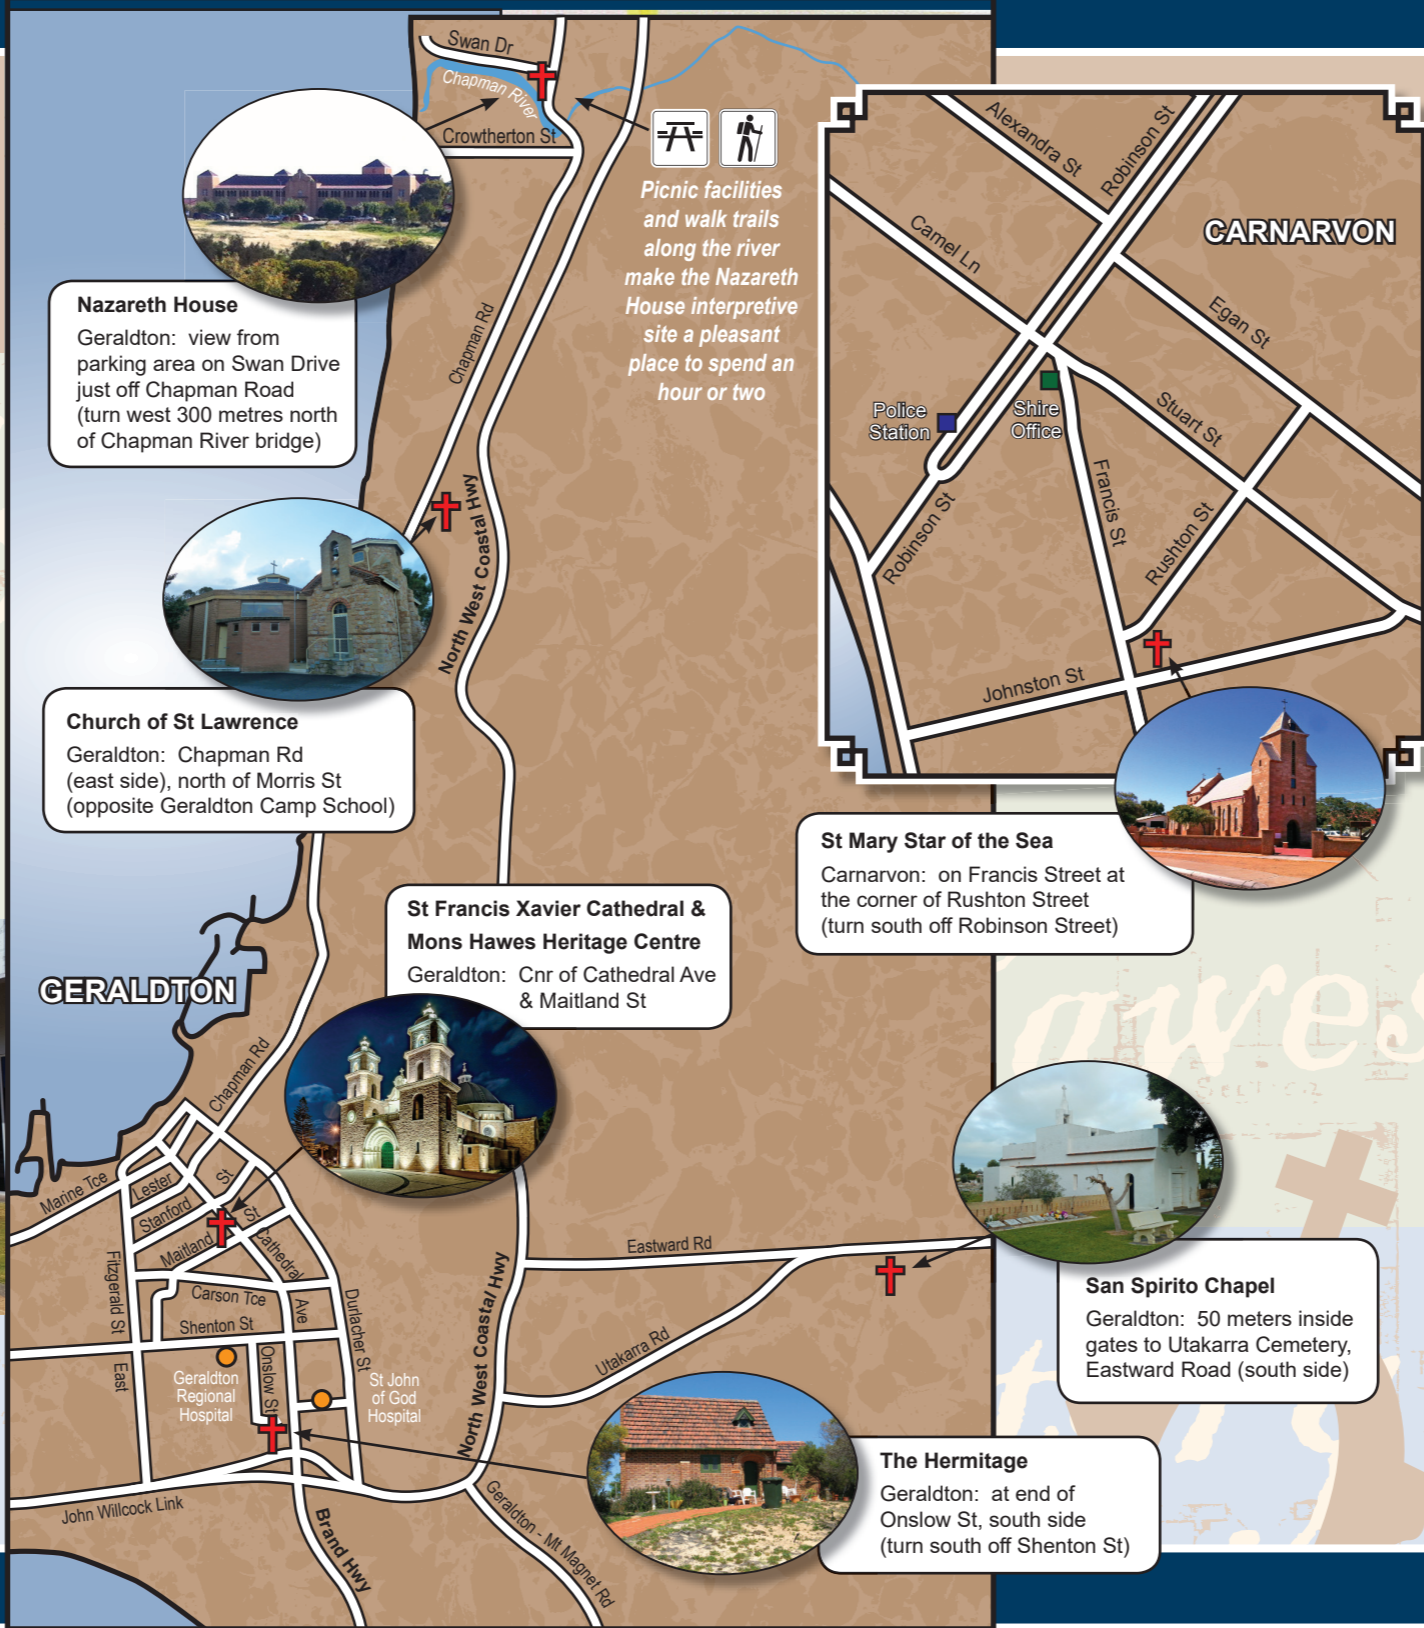 Swan Dr
Chapman River
Crowtherton St
Picnic facilities
and walk trails
along the river
make the Nazareth
House interpretive
site a pleasant
place to spend an
hour or two
Nazareth House
Geraldton: view from
parking area on Swan Drive
just off Chapman Road
(turn west 300 metres north
of Chapman River bridge)
Chapman Rd
North West Coastal Hwy
Church of St Lawrence
Geraldton: Chapman Rd
(east side), north of Morris St
(opposite Geraldton Camp School)
CARNARVON
Alexandra St
Robinson St
Camel Ln
Egan St
Police
Station
Shire
Office
Stuart St
Francis St
Rushton St
Robinson St
Johnston St
St Mary Star of the Sea
Carnarvon: on Francis Street at
the corner of Rushton Street
(turn south off Robinson Street)
St Francis Xavier Cathedral &
Mons Hawes Heritage Centre
Geraldton: Cnr of Cathedral Ave
& Maitland St
GERALDTON
Chapman Rd
Marine Tce
Lester
St
Stanford
St
Maitland
Cathedral
Ave
Fitzgerald St
East
Carson Tce
Shenton St
Durlacher St
Onslow St
Geraldton
Regional
Hospital
St John
of God
Hospital
North West Coastal Hwy
Eastward Rd
Utakarra Rd
John Willcock Link
Brand Hwy
Geraldton - Mt Magnet Rd
San Spirito Chapel
Geraldton: 50 meters inside
gates to Utakarra Cemetery,
Eastward Road (south side)
The Hermitage
Geraldton: at end of
Onslow St, south side
(turn south off Shenton St)
awes